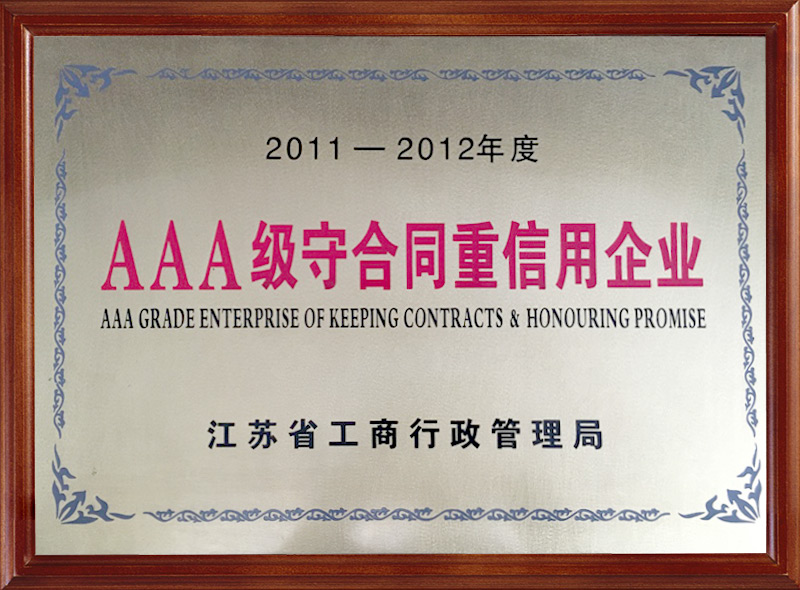 2011 — 2012年度
AAA级守合同重信用企业
AAA GRADE ENTERPRISE OF KEEPING CONTRACTS & HONOURING PROMISE
江苏省工商行政管理局